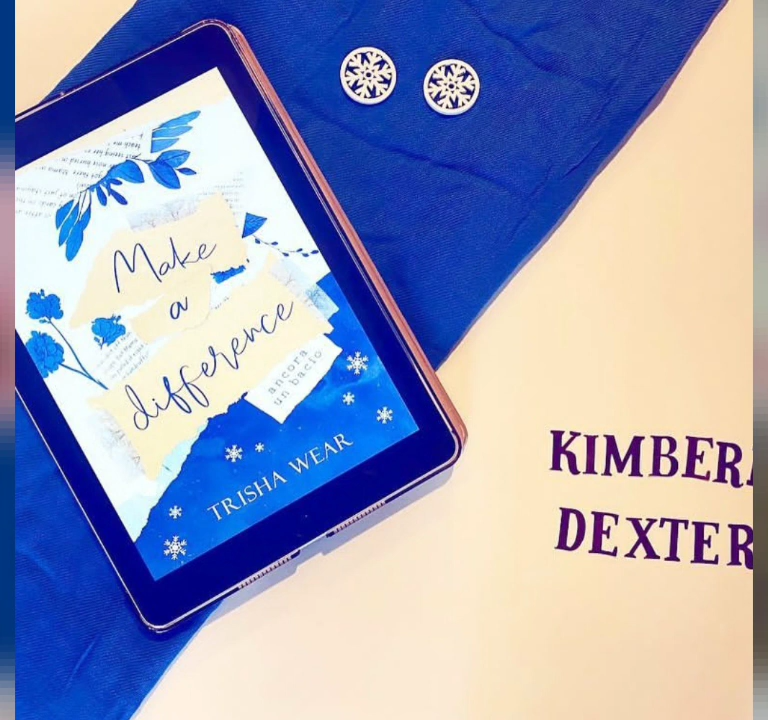 Make
a
difference
ancora
un bacio
TRISHA WEAR
KIMBER
DEXTER